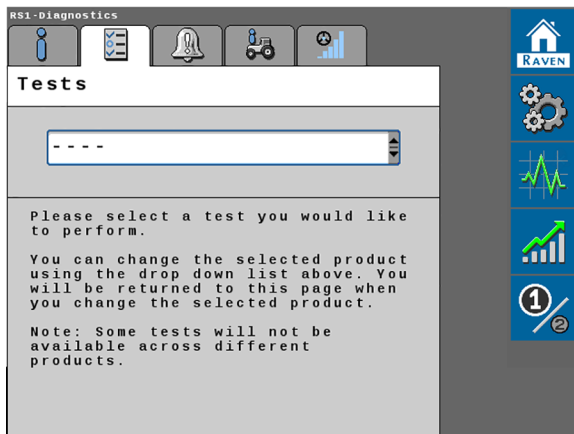 RS1-Diagnostics
Tests
----
Please select a test you would like
to perform.
You can change the selected product
using the drop down list above. You
will be returned to this page when
you change the selected product.
Note: Some tests will not be
available across different
products.
RAVEN
1/2